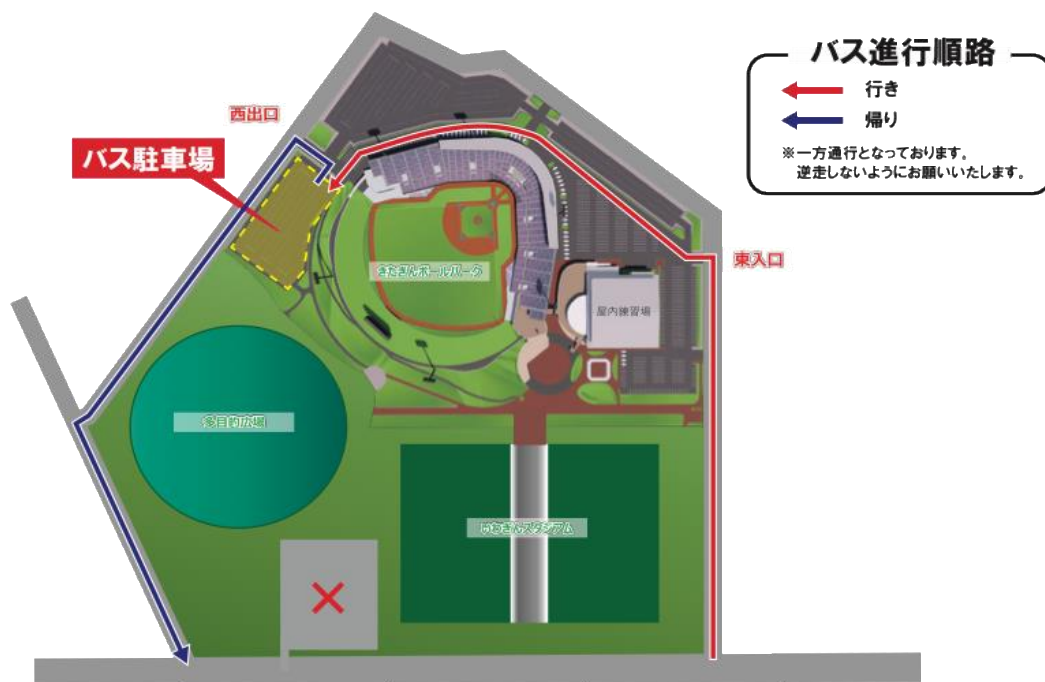 バス進行順路
行き
帰り
※一方通行となっております。
逆走しないようにお願いいたします。
西出口
バス駐車場
東入口
きたぎんボールパーク
屋内練習場
多目的広場
いわぎんスタジアム